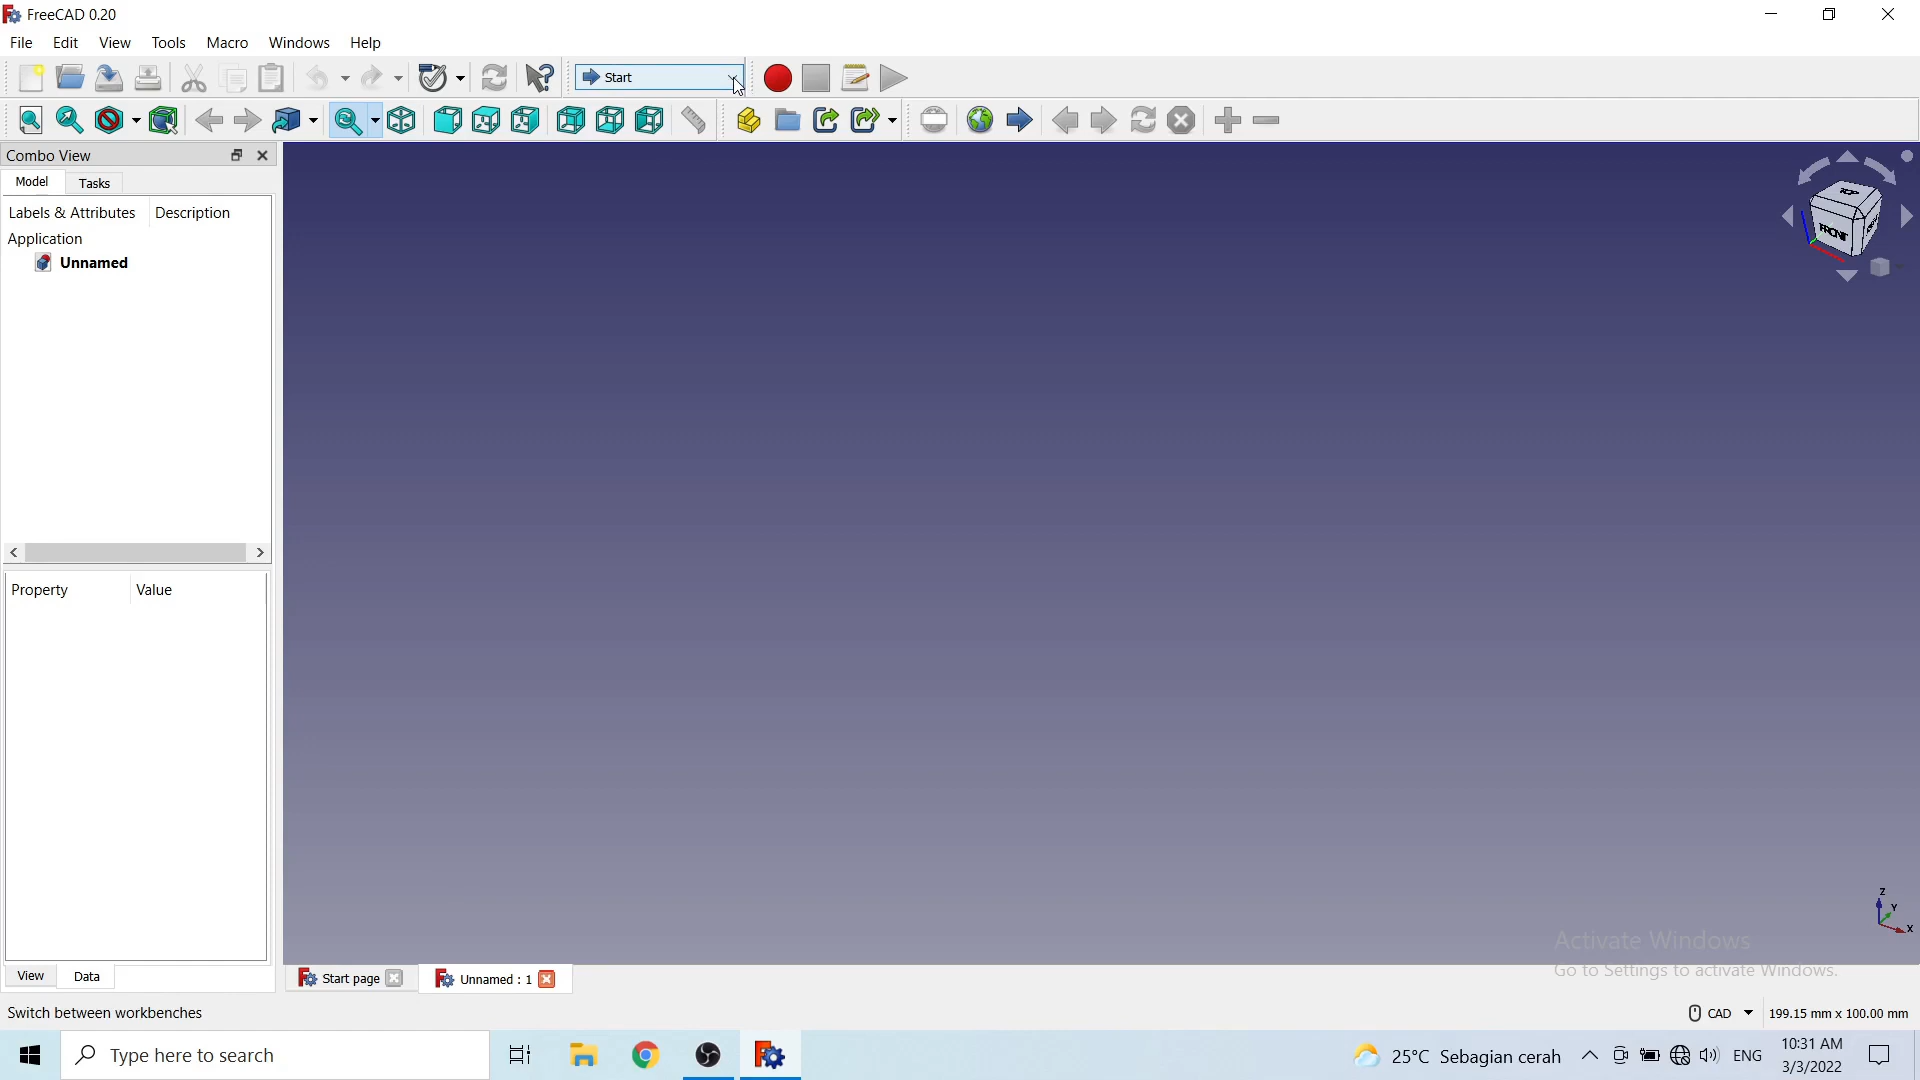 FreeCAD 0.20
File Edit View Tools Macro Windows Help
Start
Combo View
Model Tasks
Labels & Attributes Description
Application
Unnamed
TOP
FRONT
Property Value
View Data
Start page
Unnamed : 1
Z
Y
X
Activate Windows
Go to Settings to activate Windows.
Switch between workbenches
CAD
199.15 mm x 100.00 mm
Type here to search
25°C Sebagian cerah
ENG
10:31 AM
3/3/2022